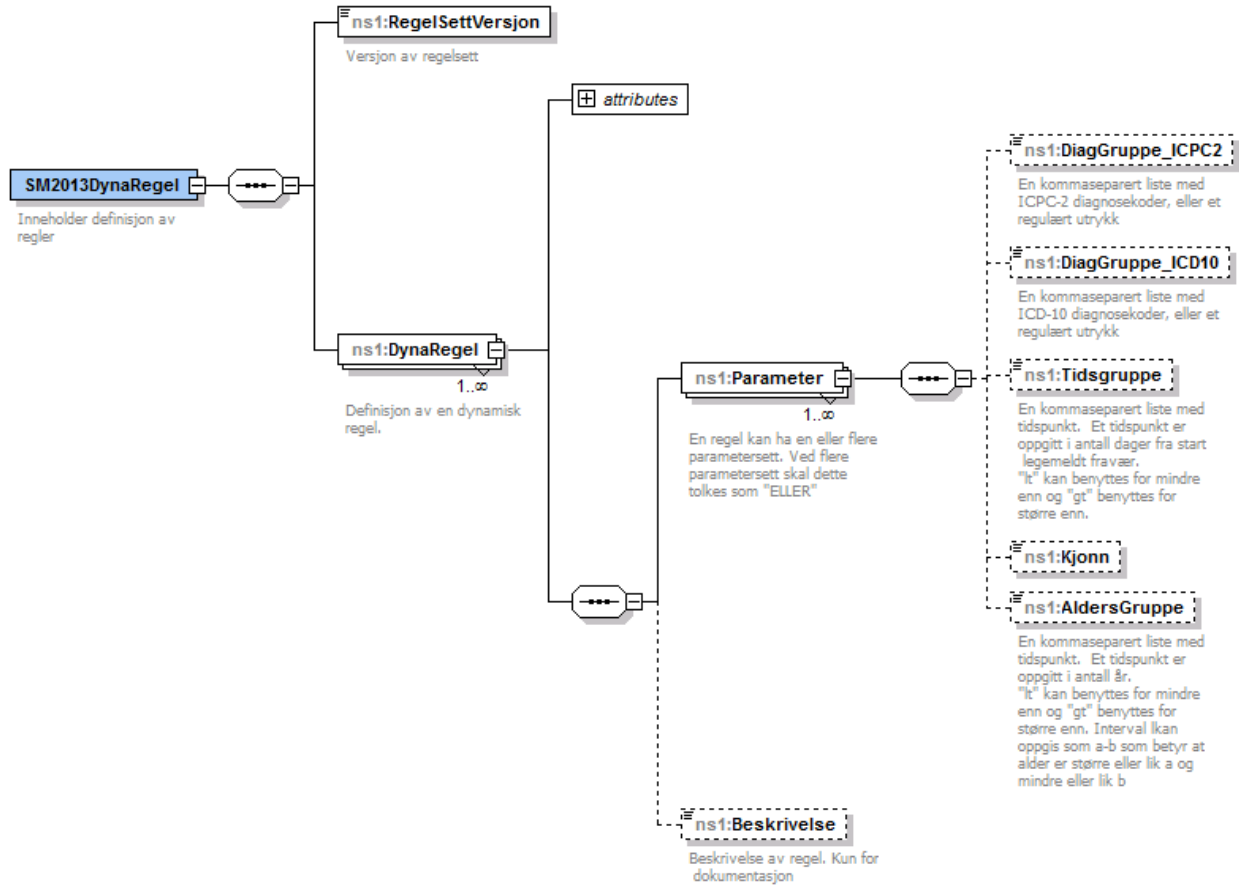 ns1:RegelSettVersjon
Versjon av regelsett
attributes
SM2013DynaRegel
Inneholder definisjon av
regler
ns1:DynaRegel
1..∞
Definisjon av en dynamisk
regel.
ns1:Parameter
1..∞
En regel kan ha en eller flere
parametersett. Ved flere
parametersett skal dette
tolkes som "ELLER"
ns1:DiagGruppe_ICPC2
En kommaseparert liste med
ICPC-2 diagnosekoder, eller et
regulært utrykk
ns1:DiagGruppe_ICD10
En kommaseparert liste med
ICD-10 diagnosekoder, eller et
regulært utrykk
ns1:Tidsgruppe
En kommaseparert liste med
tidspunkt. Et tidspunkt er
oppgitt i antall dager fra start
legemeldt fravær.
"lt" kan benyttes for mindre
enn og "gt" benyttes for
større enn.
ns1:Kjonn
ns1:AldersGruppe
En kommaseparert liste med
tidspunkt. Et tidspunkt er
oppgitt i antall år.
"lt" kan benyttes for mindre
enn og "gt" benyttes for
større enn. Interval lkan
oppgis som a-b som betyr at
alder er større eller lik a og
mindre eller lik b
ns1:Beskrivelse
Beskrivelse av regel. Kun for
dokumentasjon